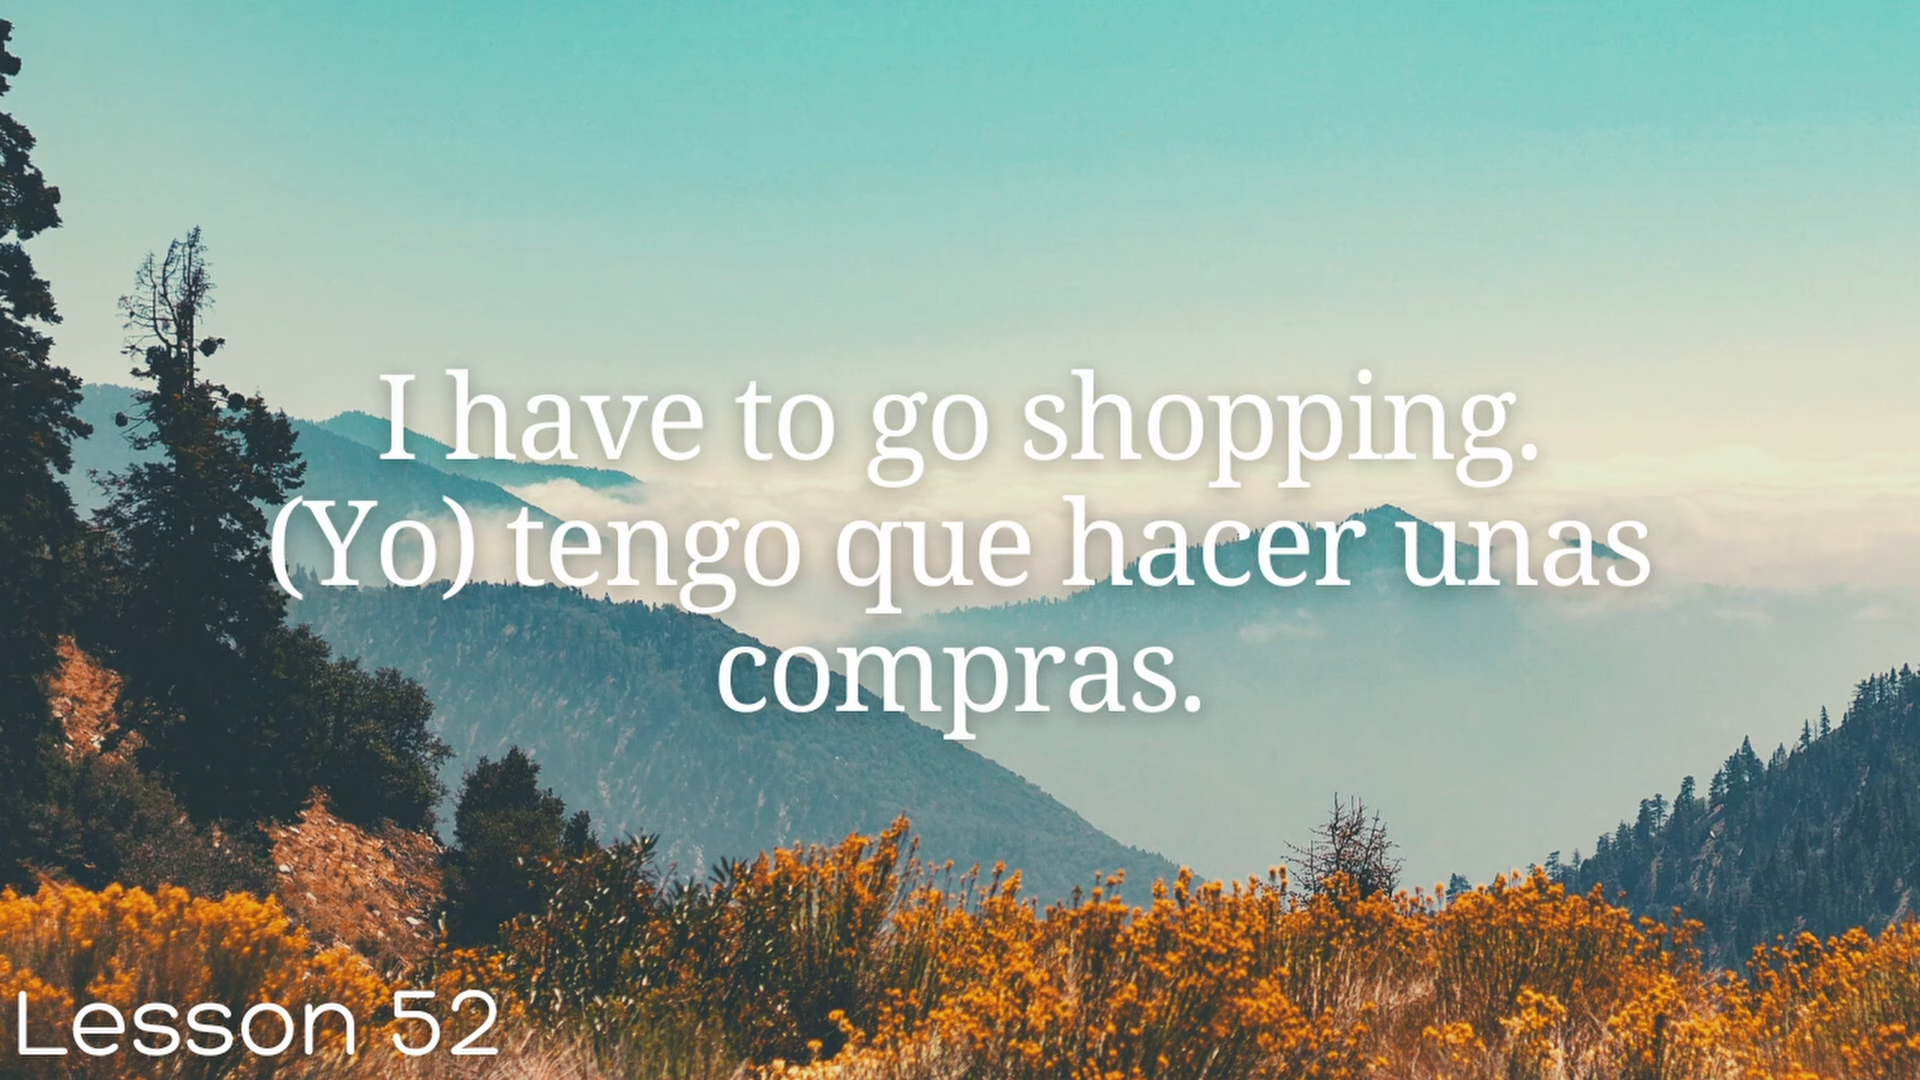 I have to go shopping.
(Yo) tengo que hacer unas
compras.
Lesson 52